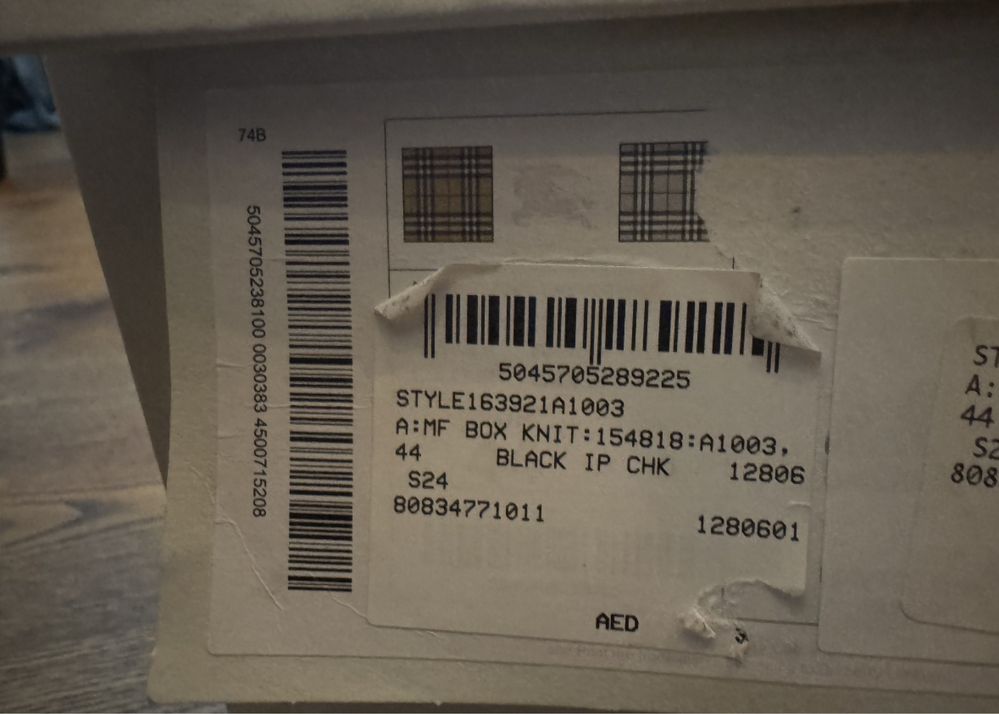 74B
5045705238100 0030383 4500715208
5045705289225
STYLE163921A1003
A:MF BOX KNIT:154818:A1003,
44 BLACK IP CHK 12806
S24
80834771011 1280601
AED
ST
A:
44
S2
808